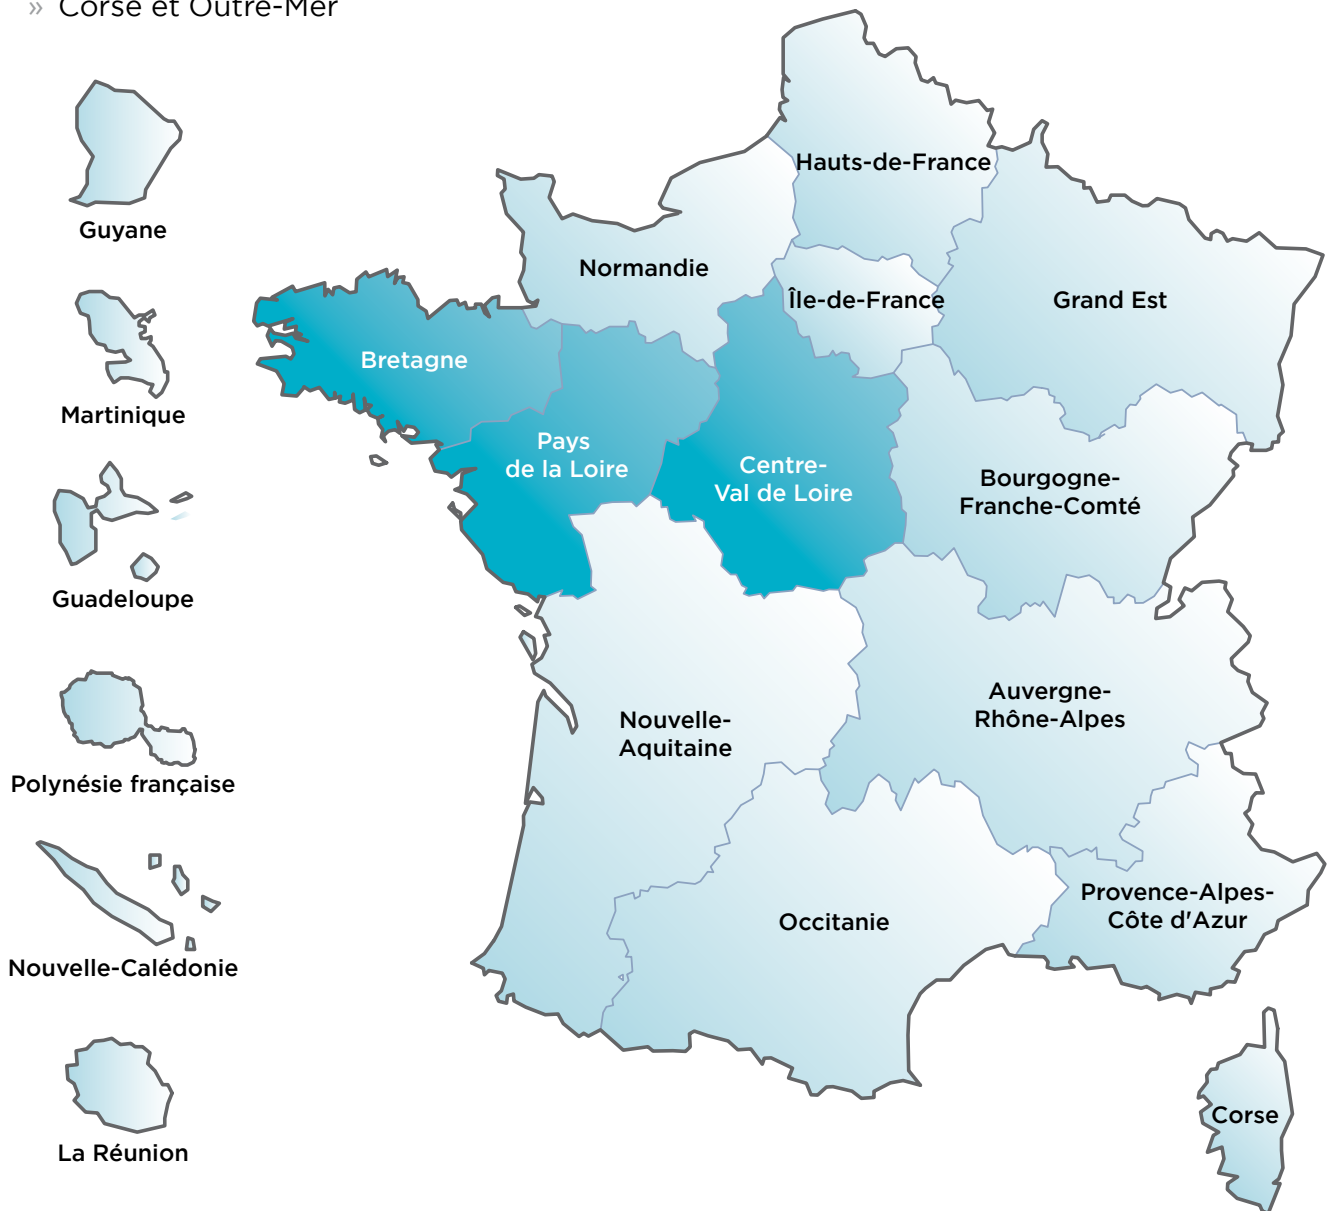 » Corse et Outre-Mer
Guyane
Martinique
Guadeloupe
Polynésie française
Nouvelle-Calédonie
La Réunion
Hauts-de-France
Normandie
Île-de-France
Grand Est
Bretagne
Pays
de la Loire
Centre-
Val de Loire
Bourgogne-
Franche-Comté
Nouvelle-
Aquitaine
Auvergne-
Rhône-Alpes
Occitanie
Provence-Alpes-
Côte d'Azur
Corse